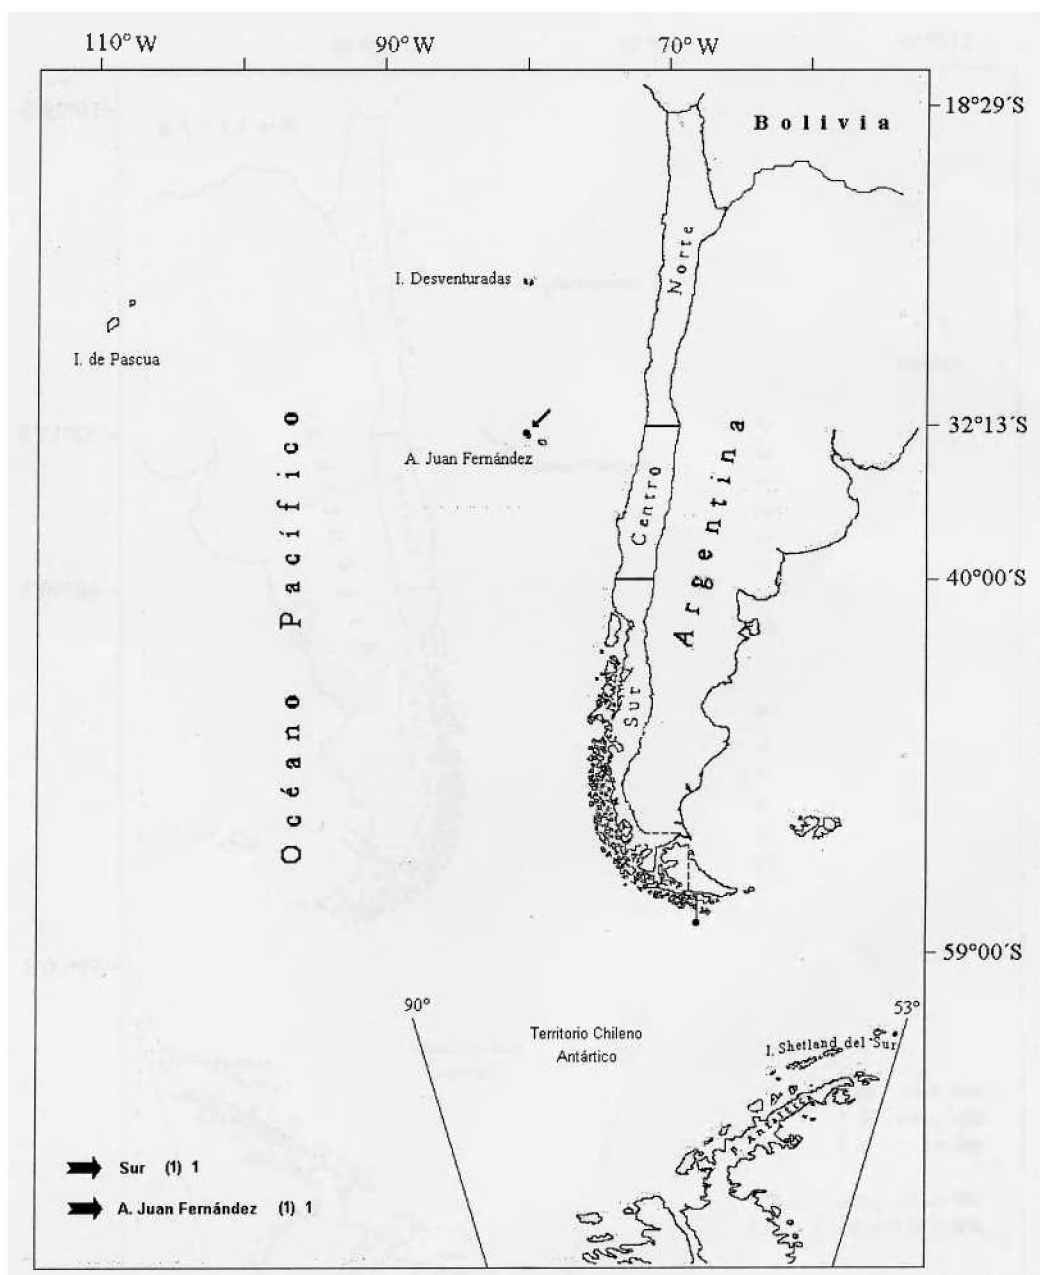 110° W 90° W 70° W
18°29´S
Bolivia
Norte
I. Desventuradas
I. de Pascua
32°13´S
A. Juan Fernández
Centro
Argentina
Océano Pacífico
40°00´S
Sur
59°00´S
90°
53°
Territorio Chileno
Antártico
I. Shetland del Sur
P. Antártica
Sur (1) 1
A. Juan Fernández (1) 1